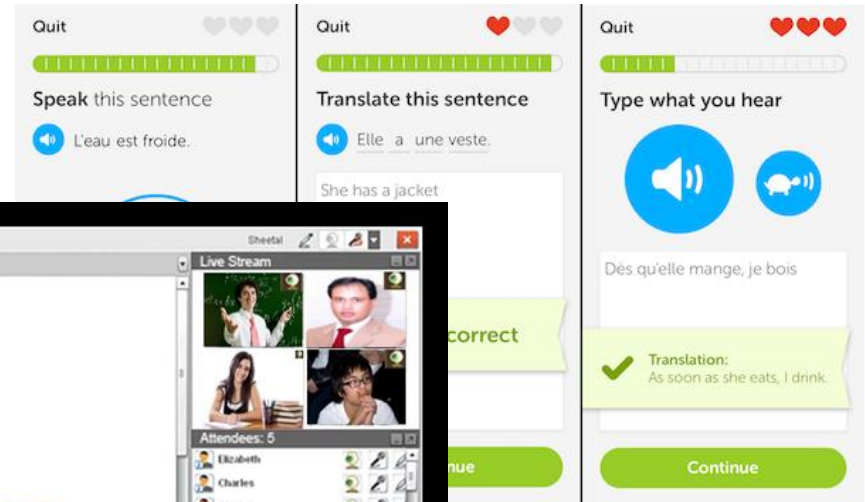 Quit
Speak this sentence
L'eau est froide.
Quit
Translate this sentence
Elle a une veste.
She has a jacket
correct
nue
Quit
Type what you hear
Dès qu'elle mange, je bois
Translation:
As soon as she eats, I drink.
Continue
Sheetal
Live Stream
Attendees: 5
Elizabeth
Charles